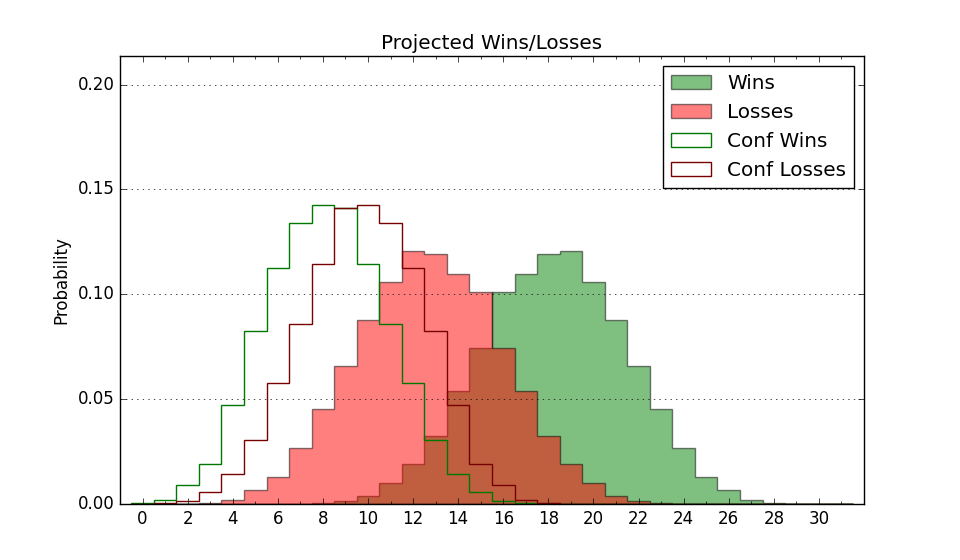 Projected Wins/Losses
Wins
Losses
Conf Wins
Conf Losses
Probability
0.20
0.15
0.10
0.05
0.00
0 2 4 6 8 10 12 14 16 18 20 22 24 26 28 30